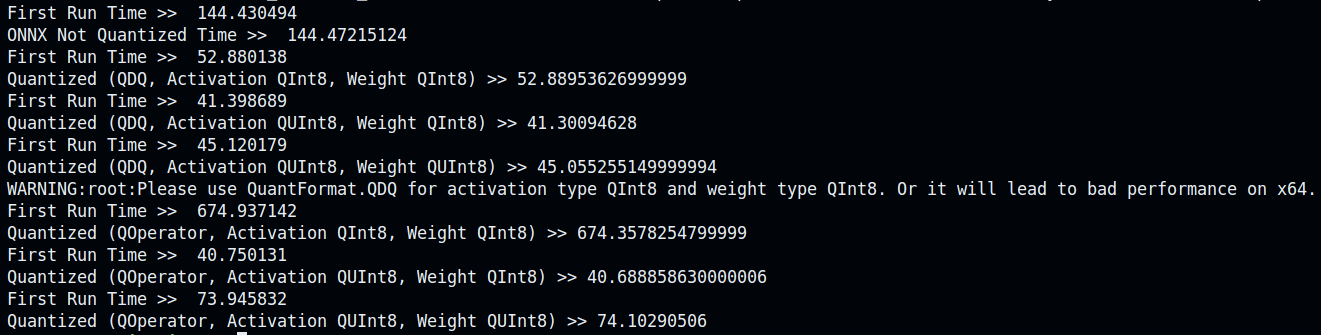 First Run Time >>  144.430494
ONNX Not Quantized Time >>  144.47215124
First Run Time >>  52.880138
Quantized (QDQ, Activation QInt8, Weight QInt8) >> 52.88953626999999
First Run Time >>  41.398689
Quantized (QDQ, Activation QUInt8, Weight QInt8) >> 41.30094628
First Run Time >>  45.120179
Quantized (QDQ, Activation QUInt8, Weight QUInt8) >> 45.055255149999994
WARNING:root:Please use QuantFormat.QDQ for activation type QInt8 and weight type QInt8. Or it will lead to bad performance on x64.
First Run Time >>  674.937142
Quantized (QOperator, Activation QInt8, Weight QInt8) >> 674.3578254799999
First Run Time >>  40.750131
Quantized (QOperator, Activation QUInt8, Weight QInt8) >> 40.688858630000006
First Run Time >>  73.945832
Quantized (QOperator, Activation QUInt8, Weight QUInt8) >> 74.10290506